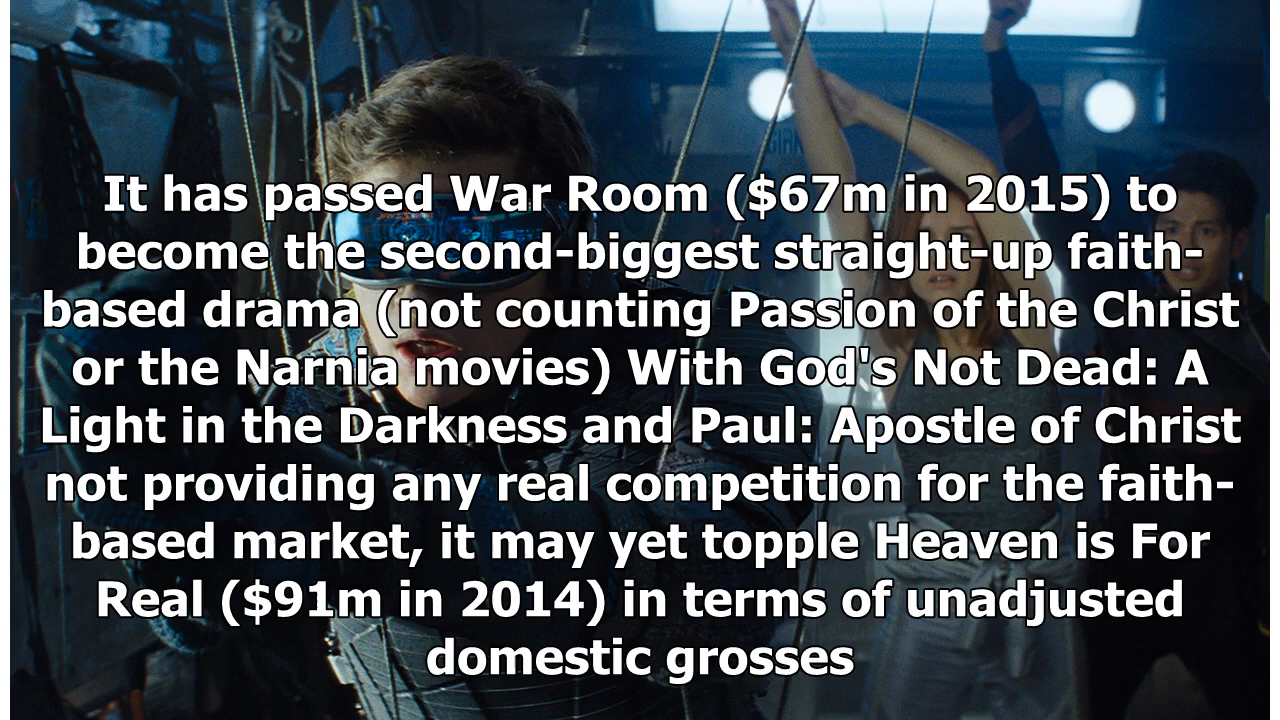 It has passed War Room ($67m in 2015) to
become the second-biggest straight-up faith-
based drama (not counting Passion of the Christ
or the Narnia movies) With God's Not Dead: A
Light in the Darkness and Paul: Apostle of Christ
not providing any real competition for the faith-
based market, it may yet topple Heaven is For
Real ($91m in 2014) in terms of unadjusted
domestic grosses